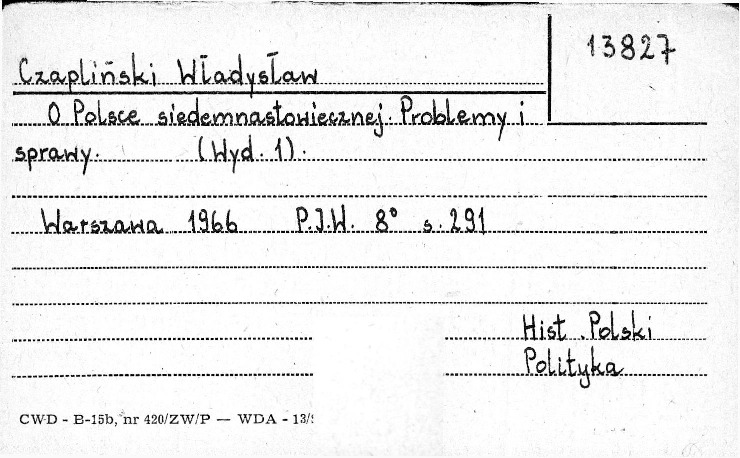 13827
Czapliński Władysław
O Polsce siedemnastowiecznej. Problemy i
sprawy. (Wyd. 1).
Warszawa 1966 P.I.W. 8° s. 291
Hist. Polski
Polityka
CWD - B-15b, nr 420/ZW/P — WDA - 13/